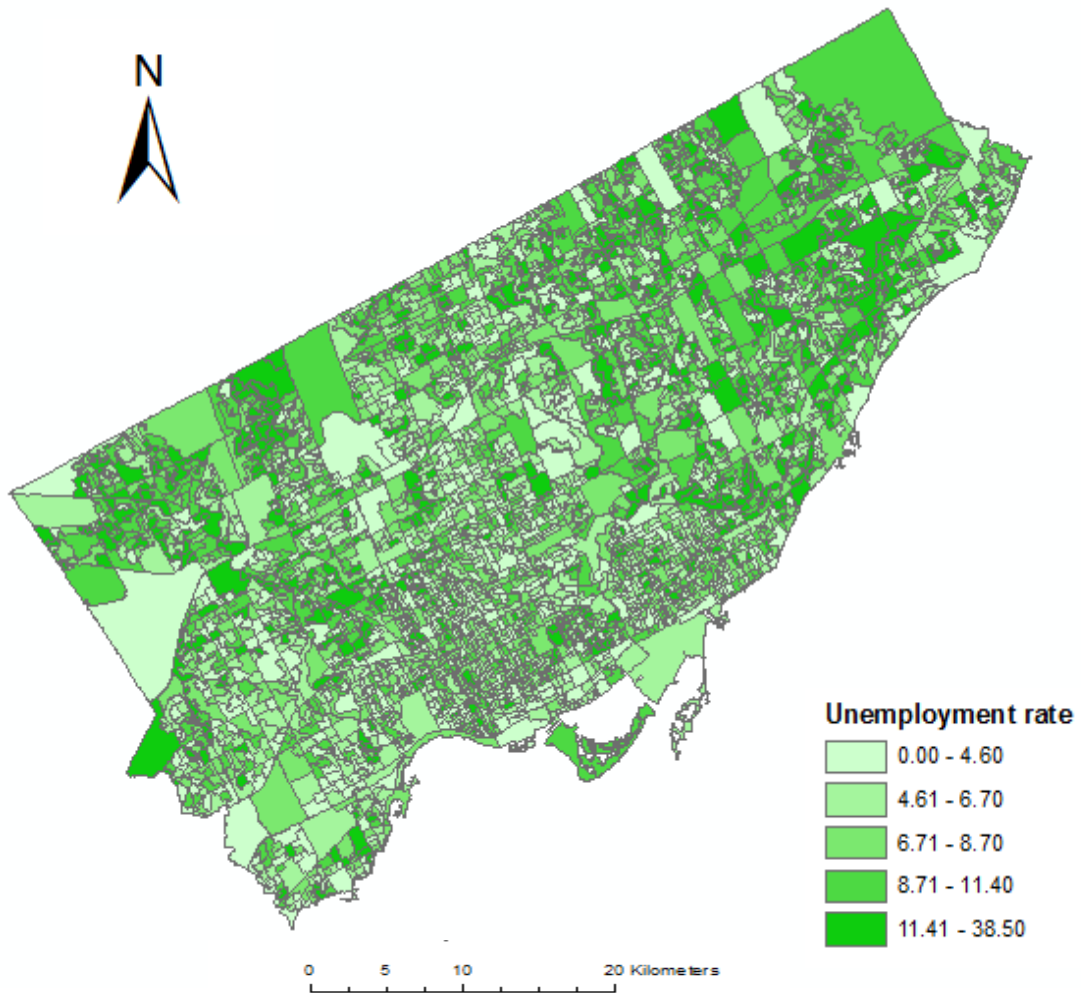 N
Unemployment rate
0.00 - 4.60
4.61 - 6.70
6.71 - 8.70
8.71 - 11.40
11.41 - 38.50
0 5 10 20 Kilometers